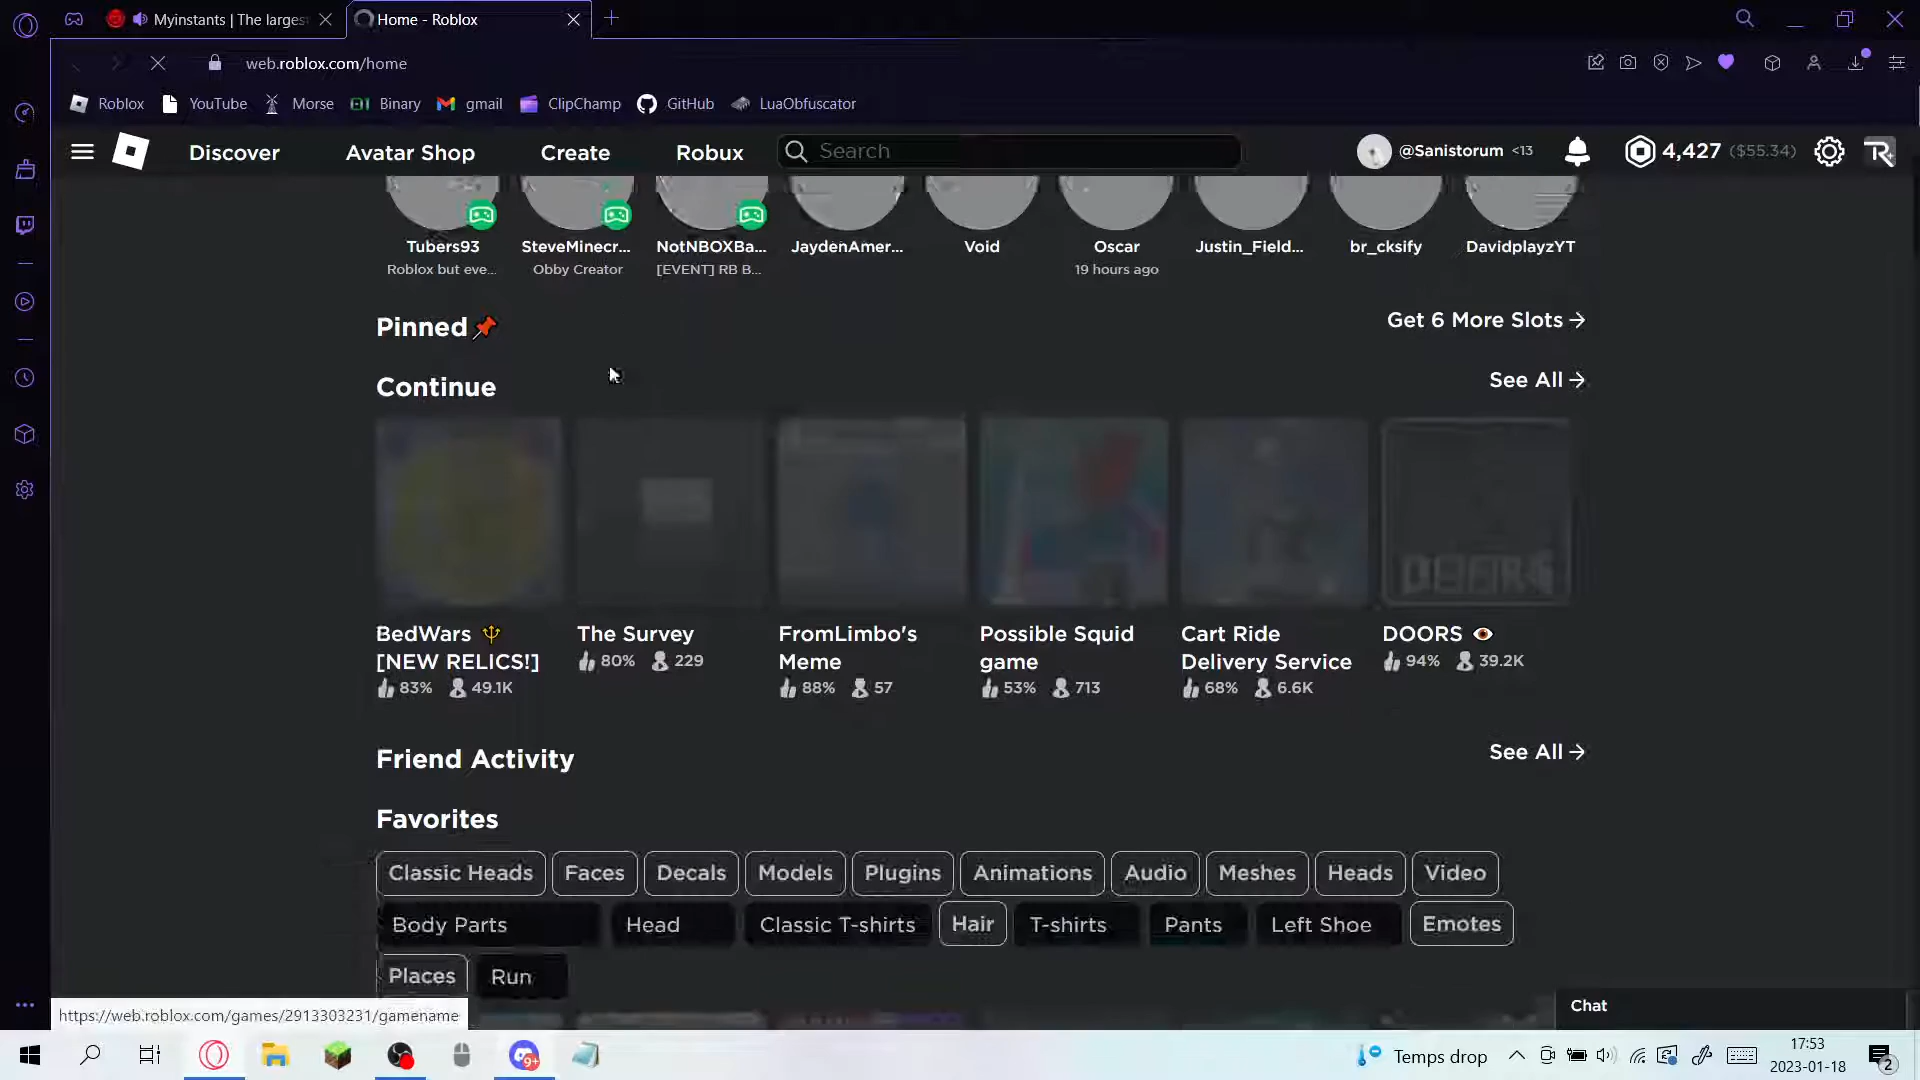 Myinstants | The larges
Home - Roblox
web.roblox.com/home
Roblox YouTube Morse Binary gmail ClipChamp GitHub LuaObfuscator
Discover Avatar Shop Create Robux Search @Sanistorum <13 4,427 ($55.34)
Tubers93 SteveMinecr... NotNBOXBa... JaydenAmer... Void Oscar Justin_Field... br_cksify DavidplayzYT
Roblox but eve... Obby Creator [EVENT] RB B... 19 hours ago
Pinned📌 Get 6 More Slots →
Continue See All →
DOORS
BedWars 🔱 The Survey FromLimbo's Possible Squid Cart Ride DOORS 👁
[NEW RELICS!] 80% 229 Meme game Delivery Service 94% 39.2K
83% 49.1K 88% 57 53% 713 68% 6.6K
Friend Activity See All →
Favorites
Classic Heads Faces Decals Models Plugins Animations Audio Meshes Heads Video
Body Parts Head Classic T-shirts Hair T-shirts Pants Left Shoe Emotes
Places Run
Chat
https://web.roblox.com/games/2913303231/gamename
9+
Temps drop
17:53
2023-01-18
2